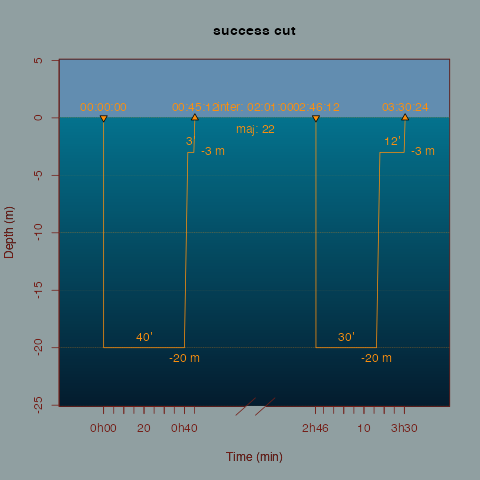 success cut
00:00:00 00:45:12 Inter: 02:01:00 02:46:12 03:30:24
maj: 22
3' -3 m 12' -3 m
40' 30'
-20 m -20 m
5
0
-5
-10
-15
-20
-25
Depth (m)
0h00 20 0h40 2h46 10 3h30
Time (min)